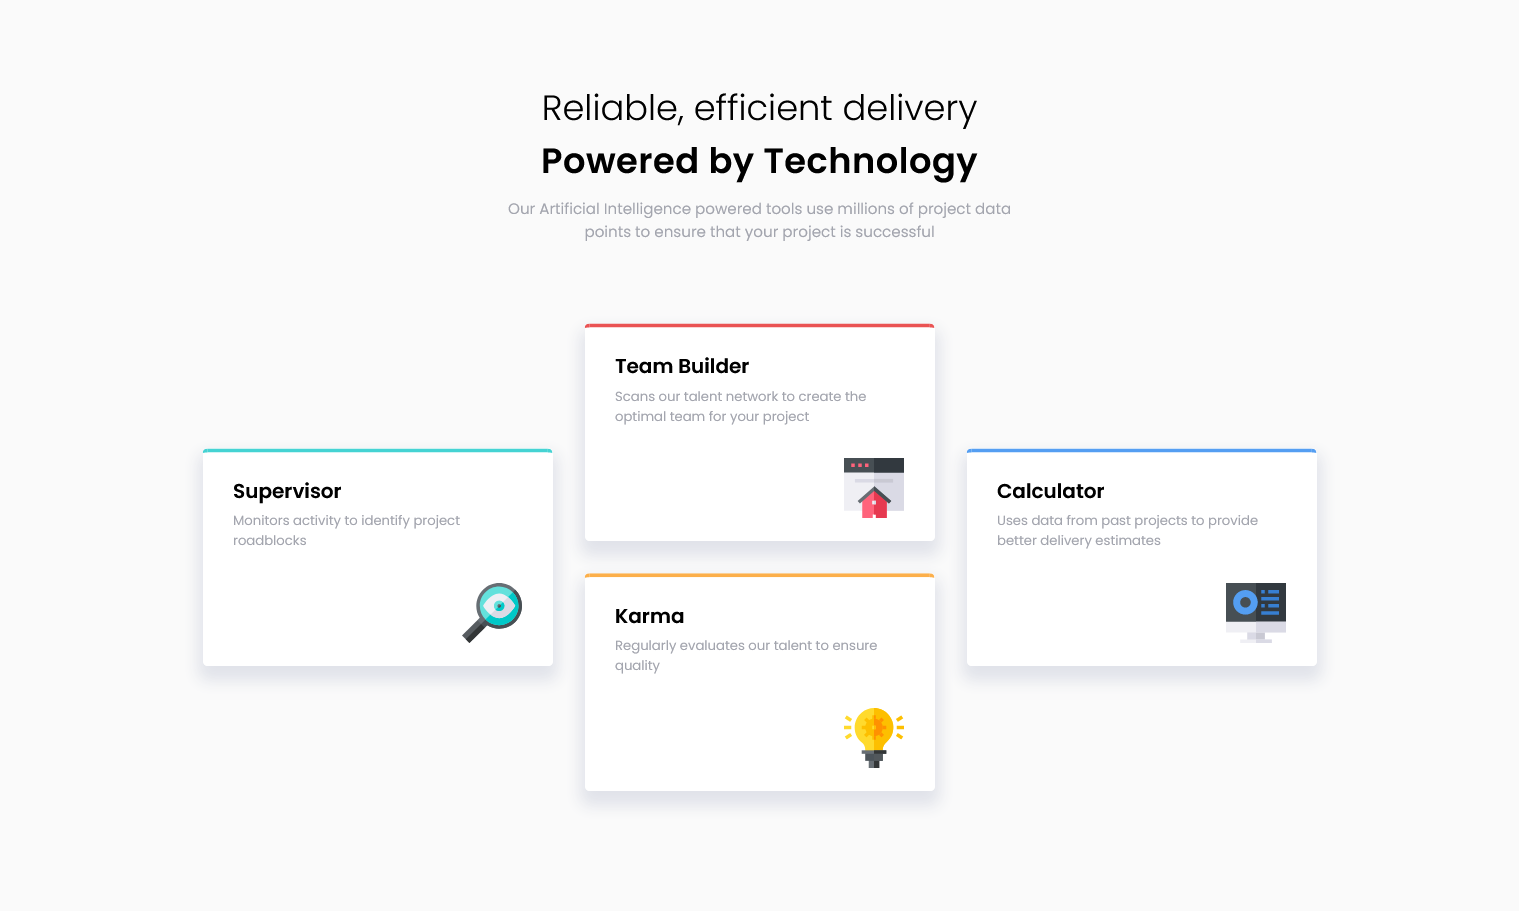 Reliable, efficient delivery
Powered by Technology
Our Artificial Intelligence powered tools use millions of project data
points to ensure that your project is successful
Supervisor
Monitors activity to identify project
roadblocks
Team Builder
Scans our talent network to create the
optimal team for your project
Karma
Regularly evaluates our talent to ensure
quality
Calculator
Uses data from past projects to provide
better delivery estimates